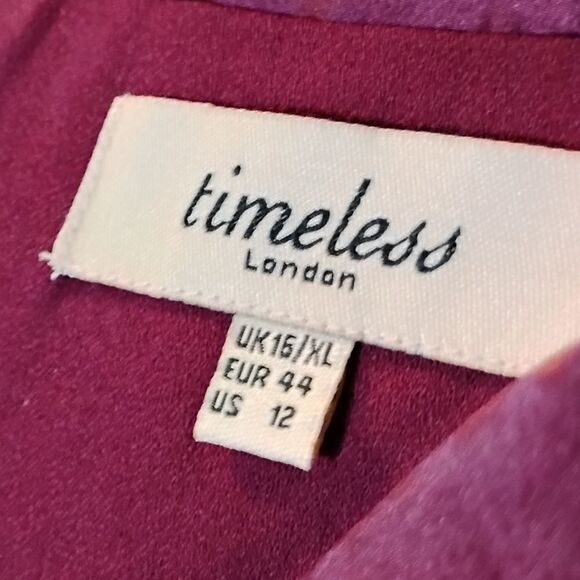 timeless
London
UK16/XL
EUR 44
US 12